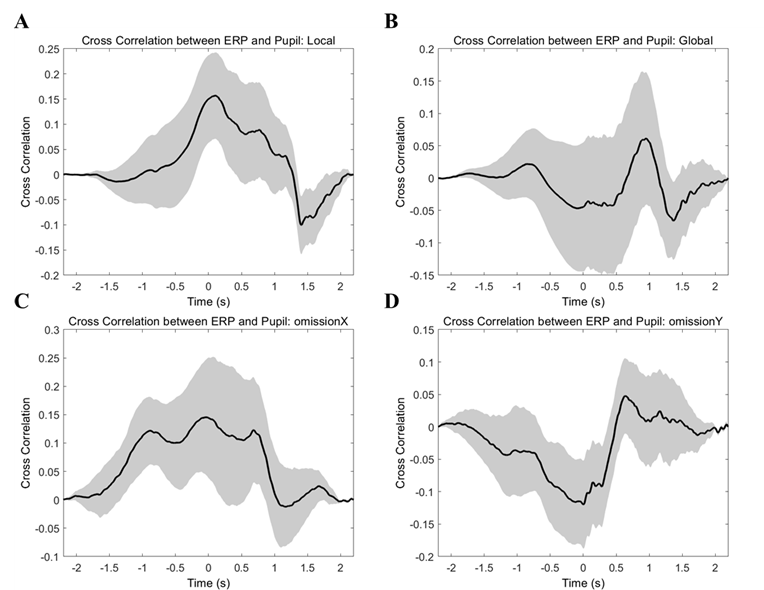 A
Cross Correlation between ERP and Pupil: Local
Cross Correlation
0.25
0.2
0.15
0.1
0.05
0
-0.05
-0.1
-0.15
-0.2
-2 -1.5 -1 -0.5 0 0.5 1 1.5 2
Time (s)
B
Cross Correlation between ERP and Pupil: Global
Cross Correlation
0.2
0.15
0.1
0.05
0
-0.05
-0.1
-0.15
-2 -1.5 -1 -0.5 0 0.5 1 1.5 2
Time (s)
C
Cross Correlation between ERP and Pupil: omissionX
Cross Correlation
0.3
0.25
0.2
0.15
0.1
0.05
0
-0.05
-0.1
-2 -1.5 -1 -0.5 0 0.5 1 1.5 2
Time (s)
D
Cross Correlation between ERP and Pupil: omissionY
Cross Correlation
0.15
0.1
0.05
0
-0.05
-0.1
-0.15
-0.2
-2 -1.5 -1 -0.5 0 0.5 1 1.5 2
Time (s)